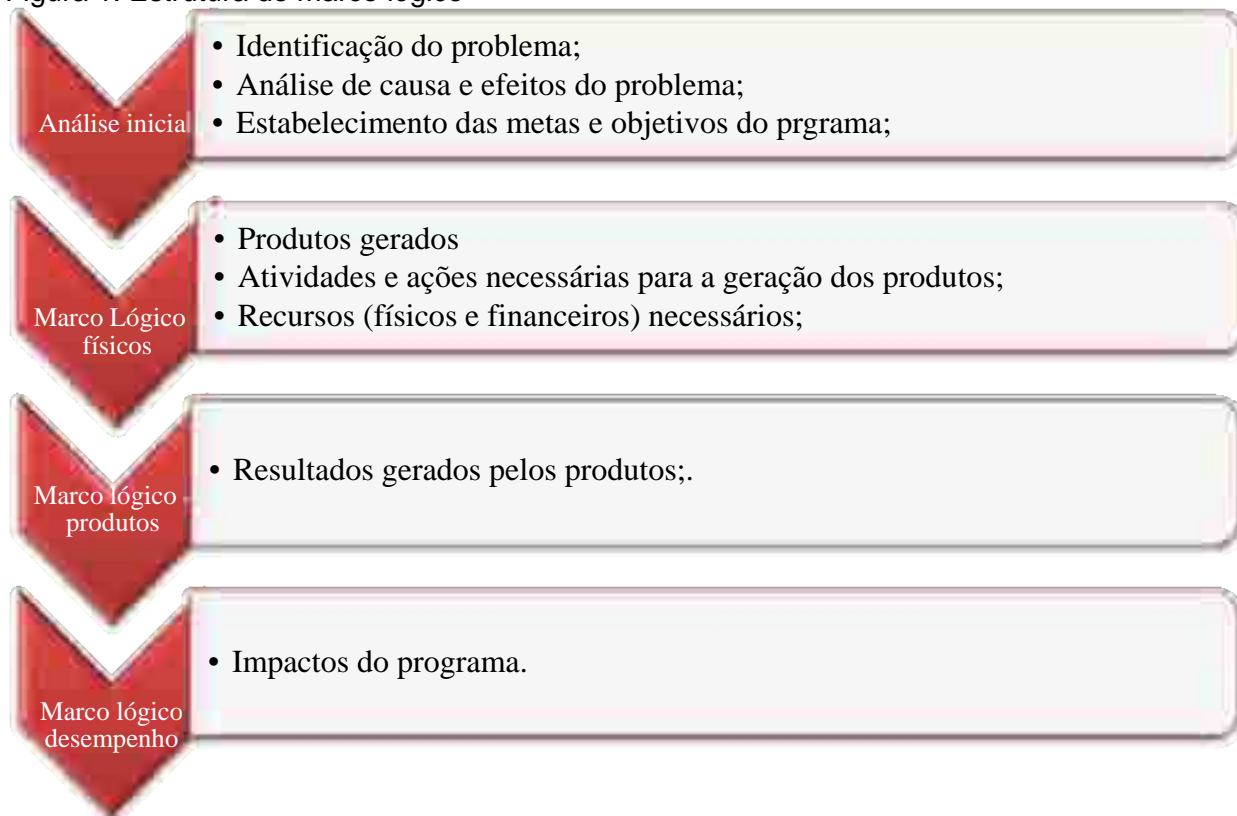 Figura 1: Estrutura do marco lógico
Análise inicial
• Identificação do problema;
• Análise de causa e efeitos do problema;
• Estabelecimento das metas e objetivos do prgrama;
Marco Lógico
físicos
• Produtos gerados
• Atividades e ações necessárias para a geração dos produtos;
• Recursos (físicos e financeiros) necessários;
Marco lógico -
produtos
• Resultados gerados pelos produtos;.
Marco lógico
desempenho
• Impactos do programa.